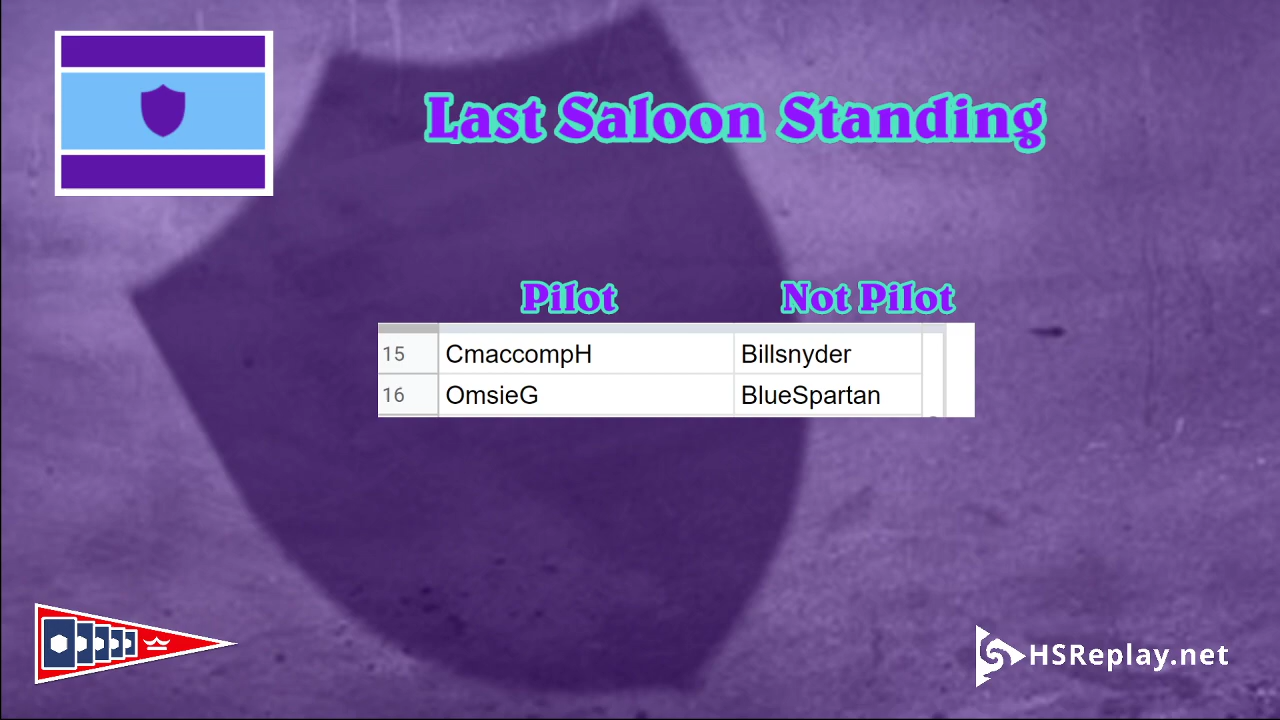 Last Saloon Standing
Pilot Not Pilot
15 CmaccompH Billsnyder
16 OmsieG BlueSpartan
HSReplay.net